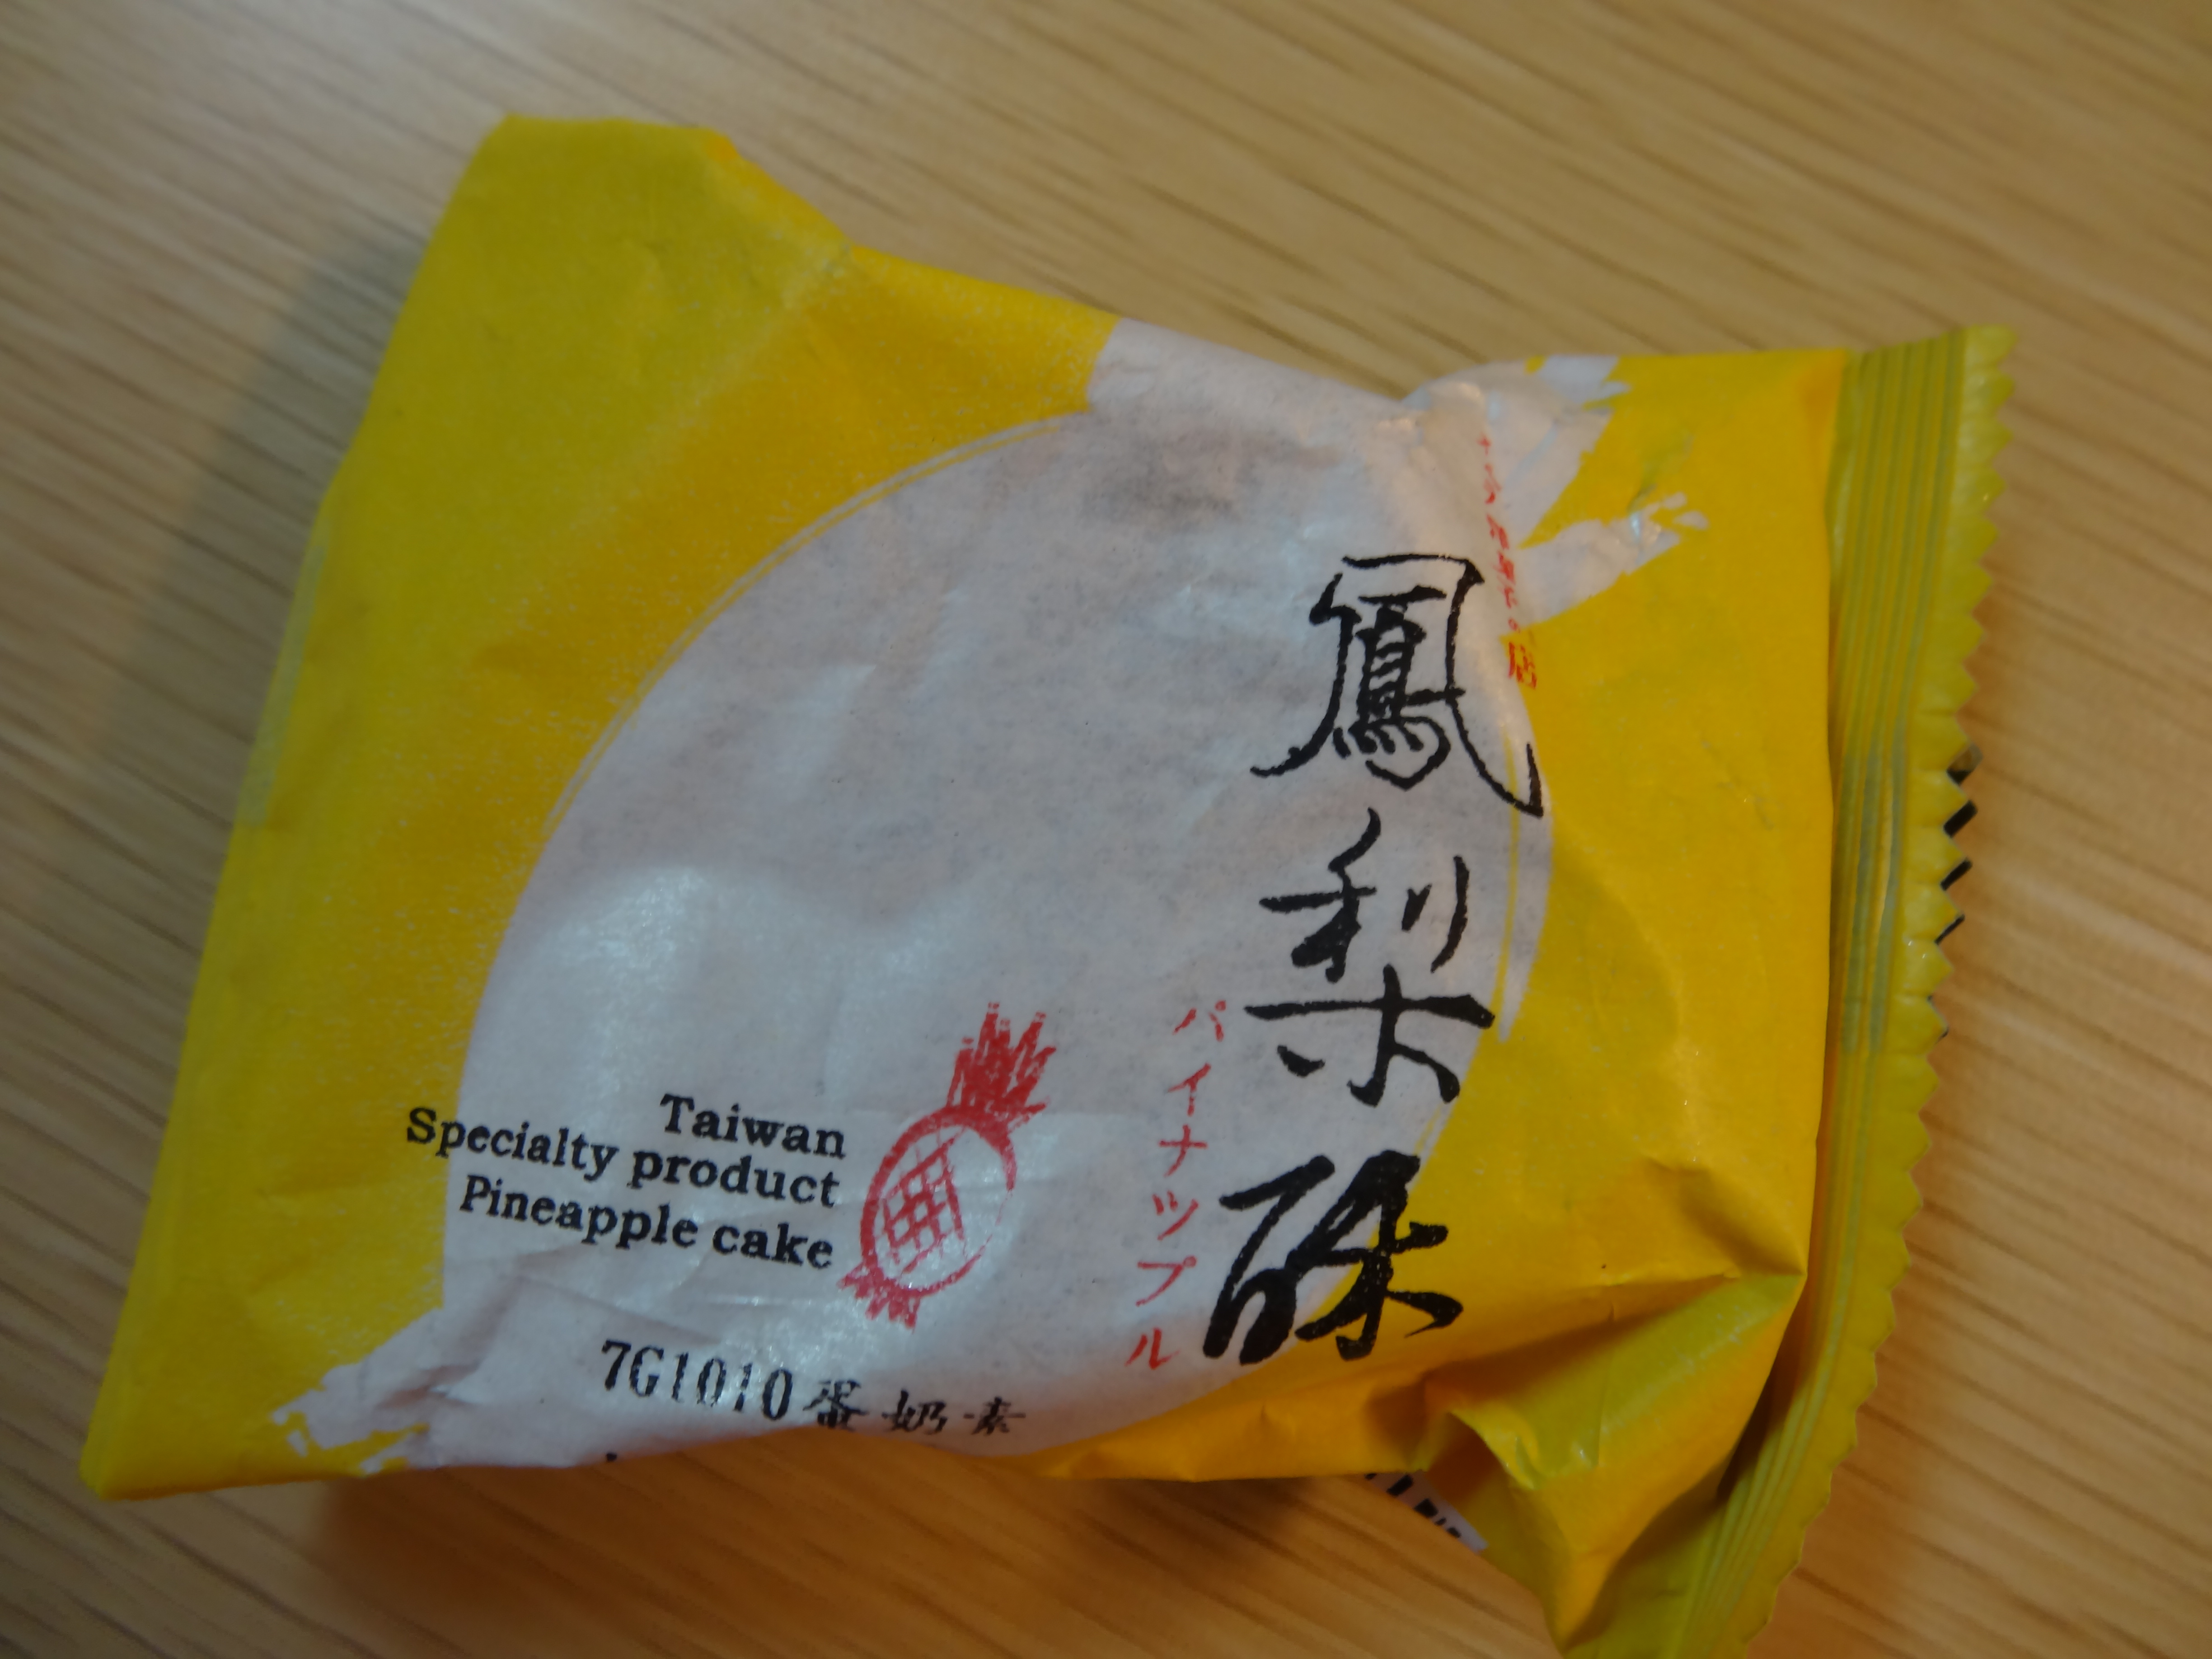 鳳梨酥
パイナップル
Taiwan
Specialty product
Pineapple cake
7G1010蛋奶素